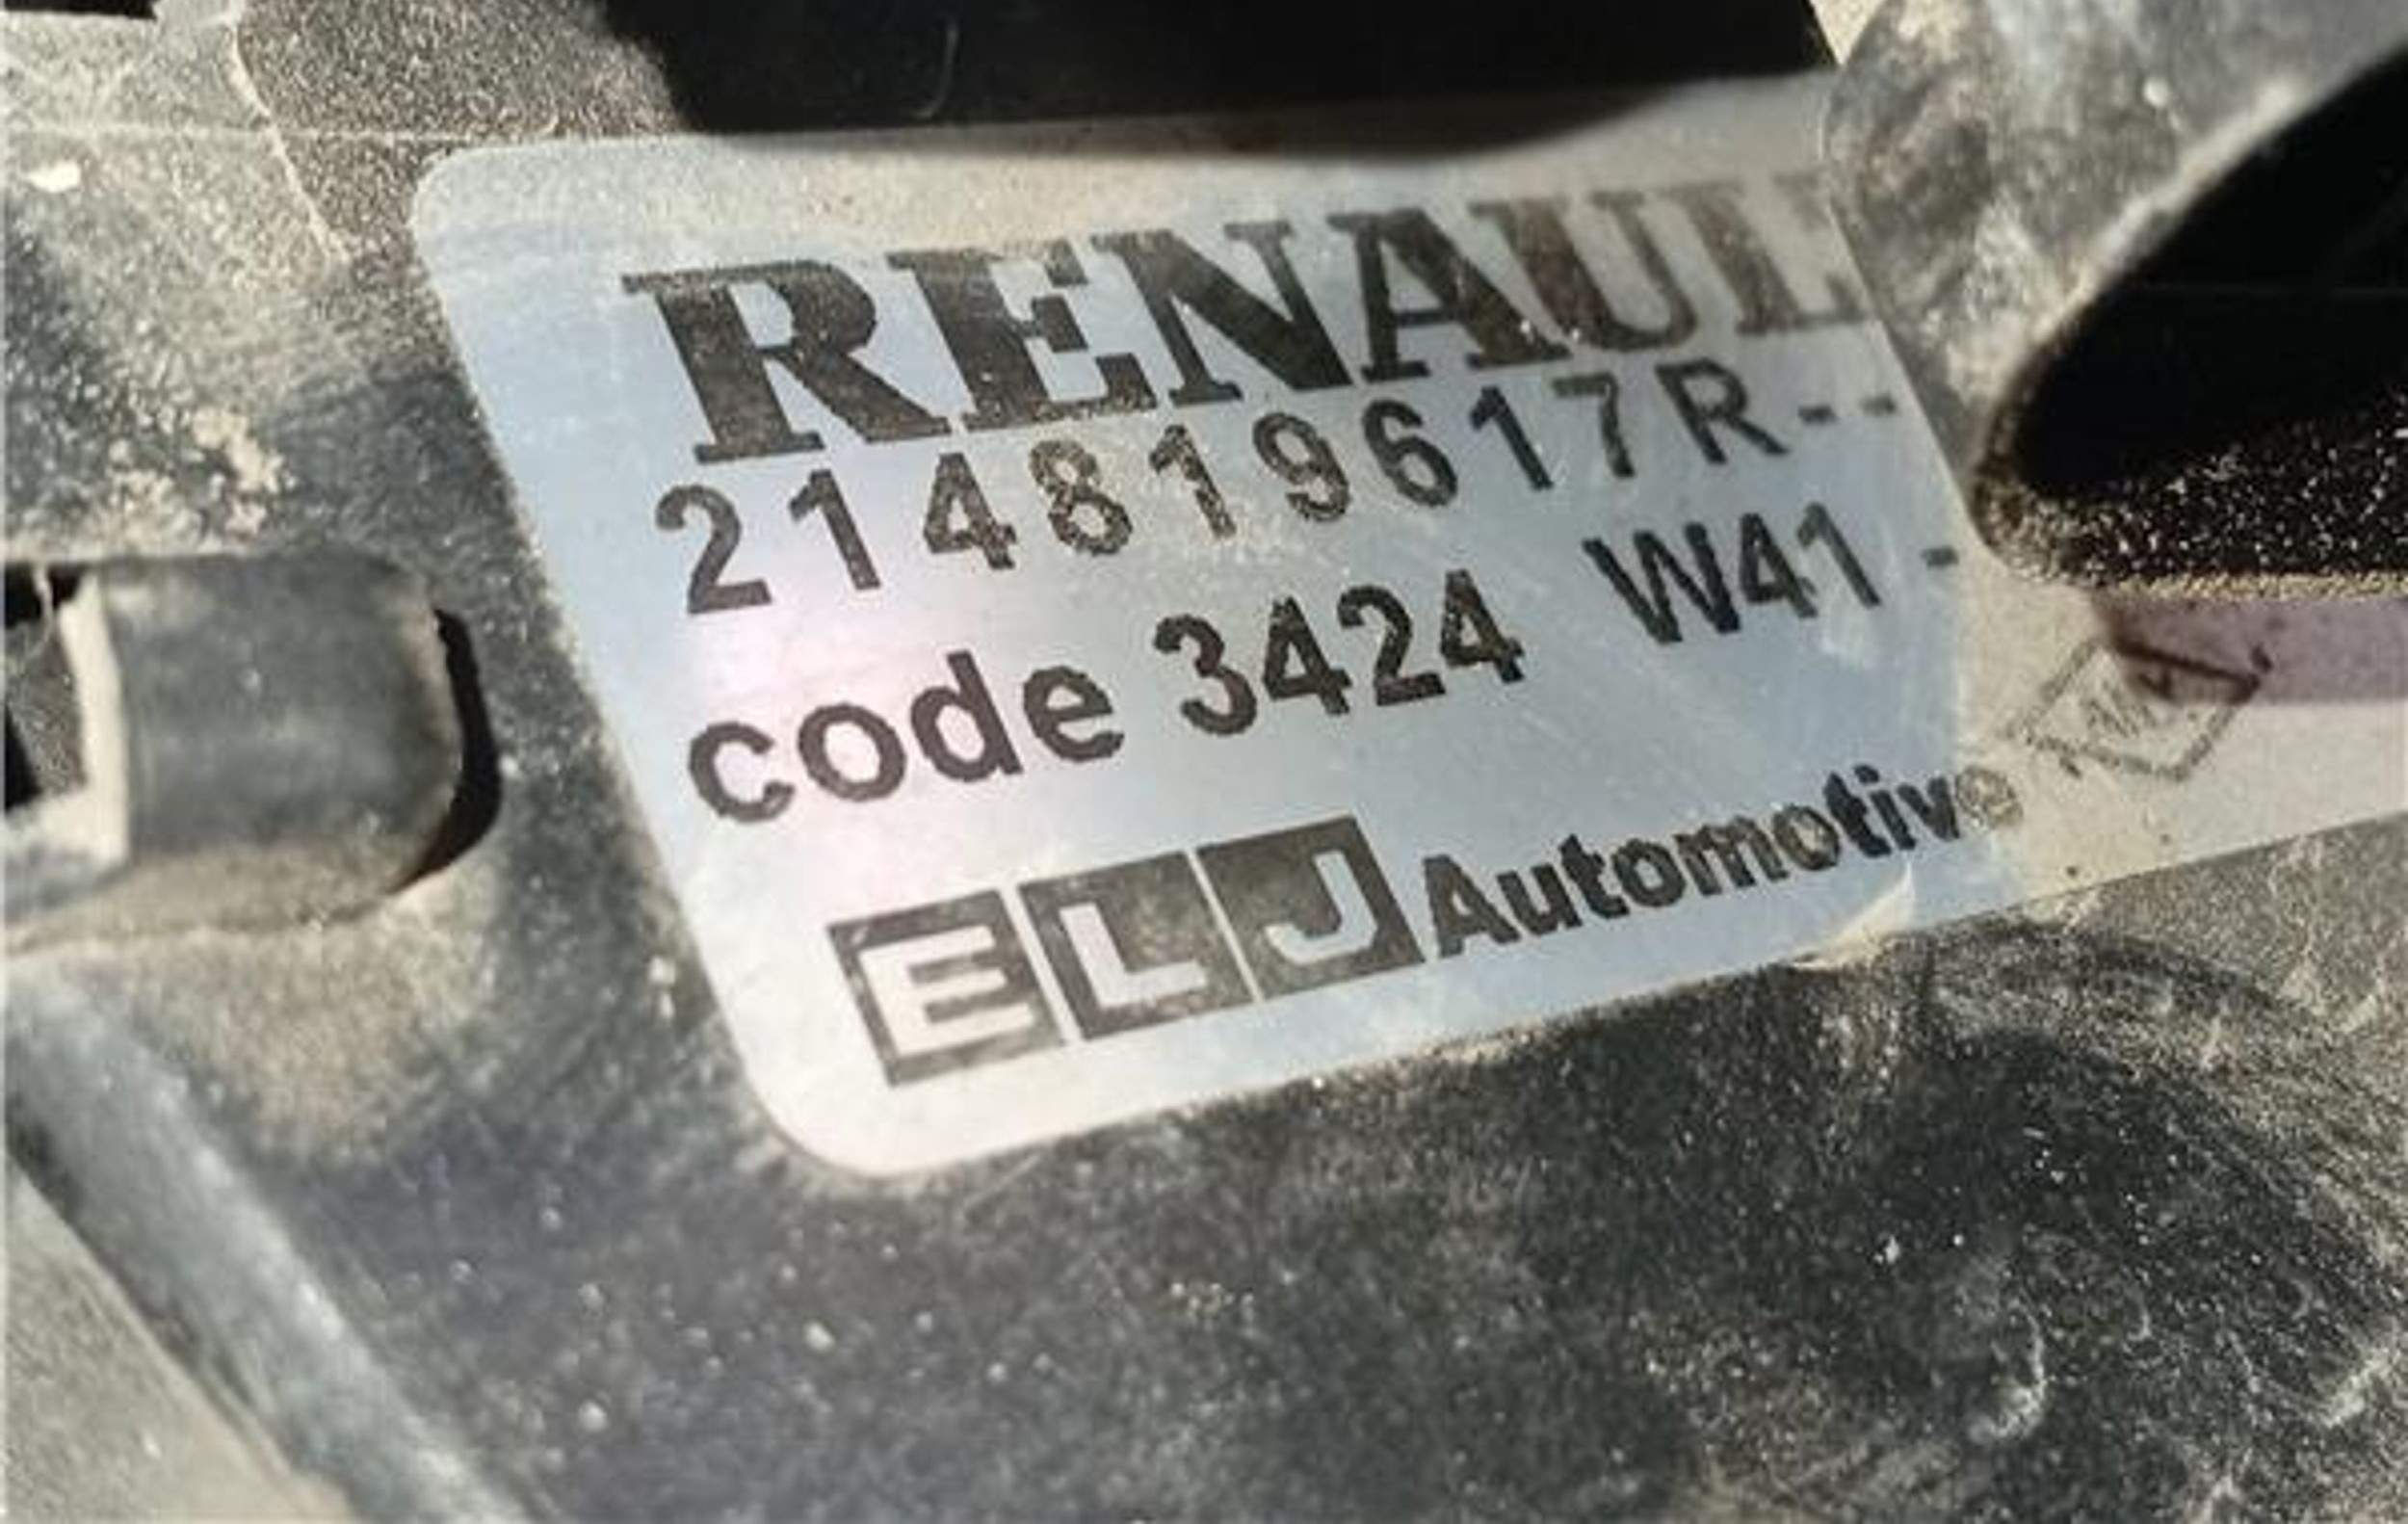 RENAUL
214819617R--
code 3424 W41 -
ELJ Automotive